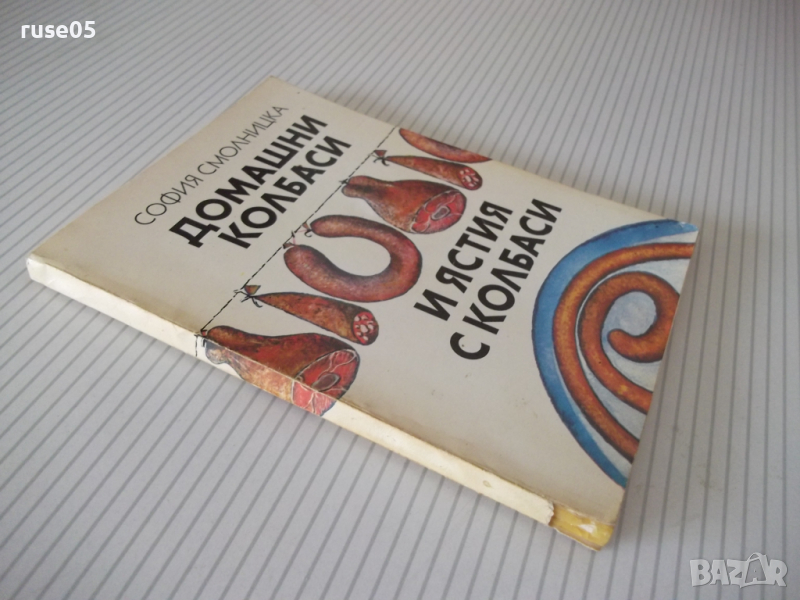 ruse05
СОФИЯ СМОЛНИЦКА
ДОМАШНИ
КОЛБАСИ
И ЯСТИЯ
С КОЛБАСИ
BAZAR